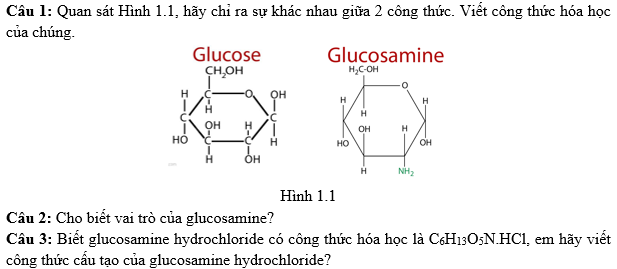 Câu 1: Quan sát Hình 1.1, hãy chỉ ra sự khác nhau giữa 2 công thức. Viết công thức hóa học
của chúng.
Glucose Glucosamine
CH₂OH H₂C-OH
H C O OH O
H H H
C C H
OH H OH H
HO C C H HO OH
H OH H NH₂
Hình 1.1
Câu 2: Cho biết vai trò của glucosamine?
Câu 3: Biết glucosamine hydrochloride có công thức hóa học là C₆H₁₃O₅N.HCl, em hãy viết
công thức cấu tạo của glucosamine hydrochloride?